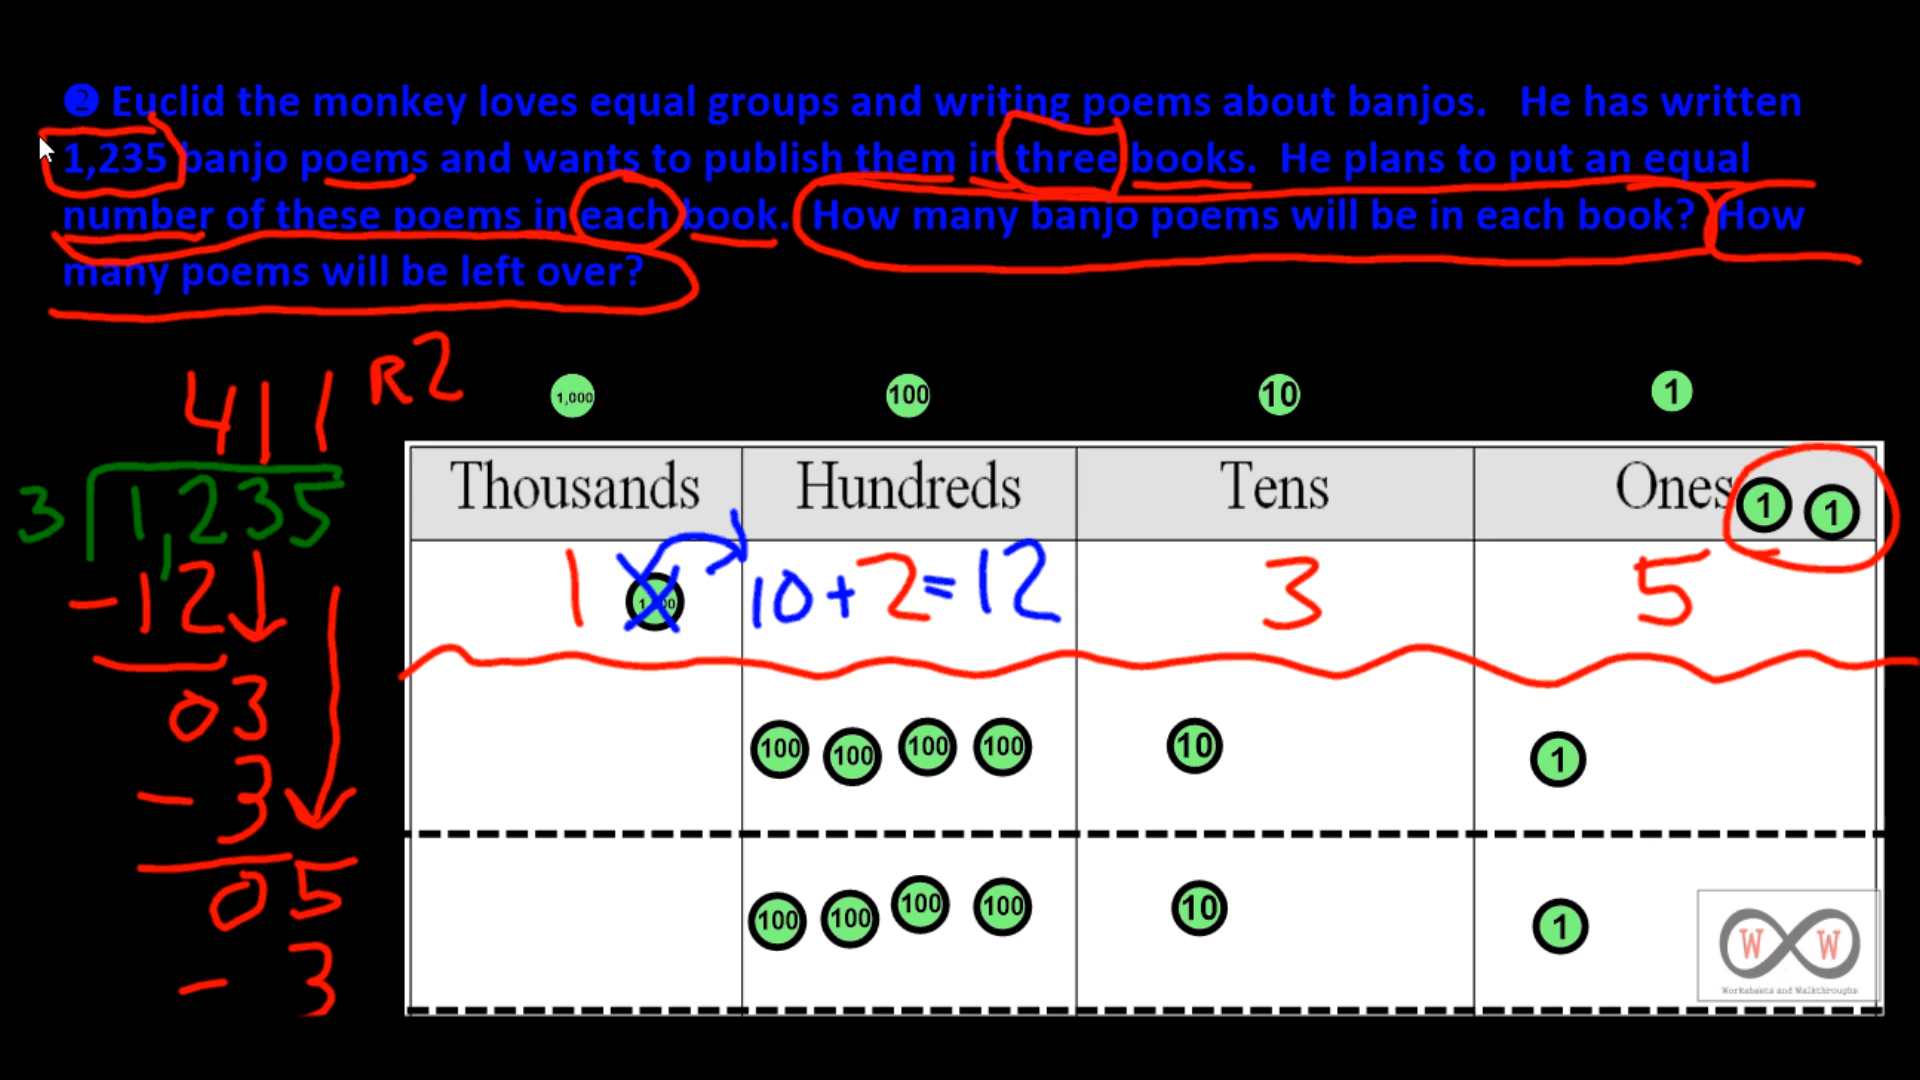 ❷ Euclid the monkey loves equal groups and writing poems about banjos. He has written
1,235 banjo poems and wants to publish them in three books. He plans to put an equal
number of these poems in each book. How many banjo poems will be in each book? How
many poems will be left over?
411 R2
3 1,235
-12
03
- 3
05
- 3
1,000 100 10 1
Thousands Hundreds Tens Ones 1 1
1 10+2=12 3 5
100 100 100 100 10 1
100 100 100 100 10 1
W W
Worksheets and Walkthroughs